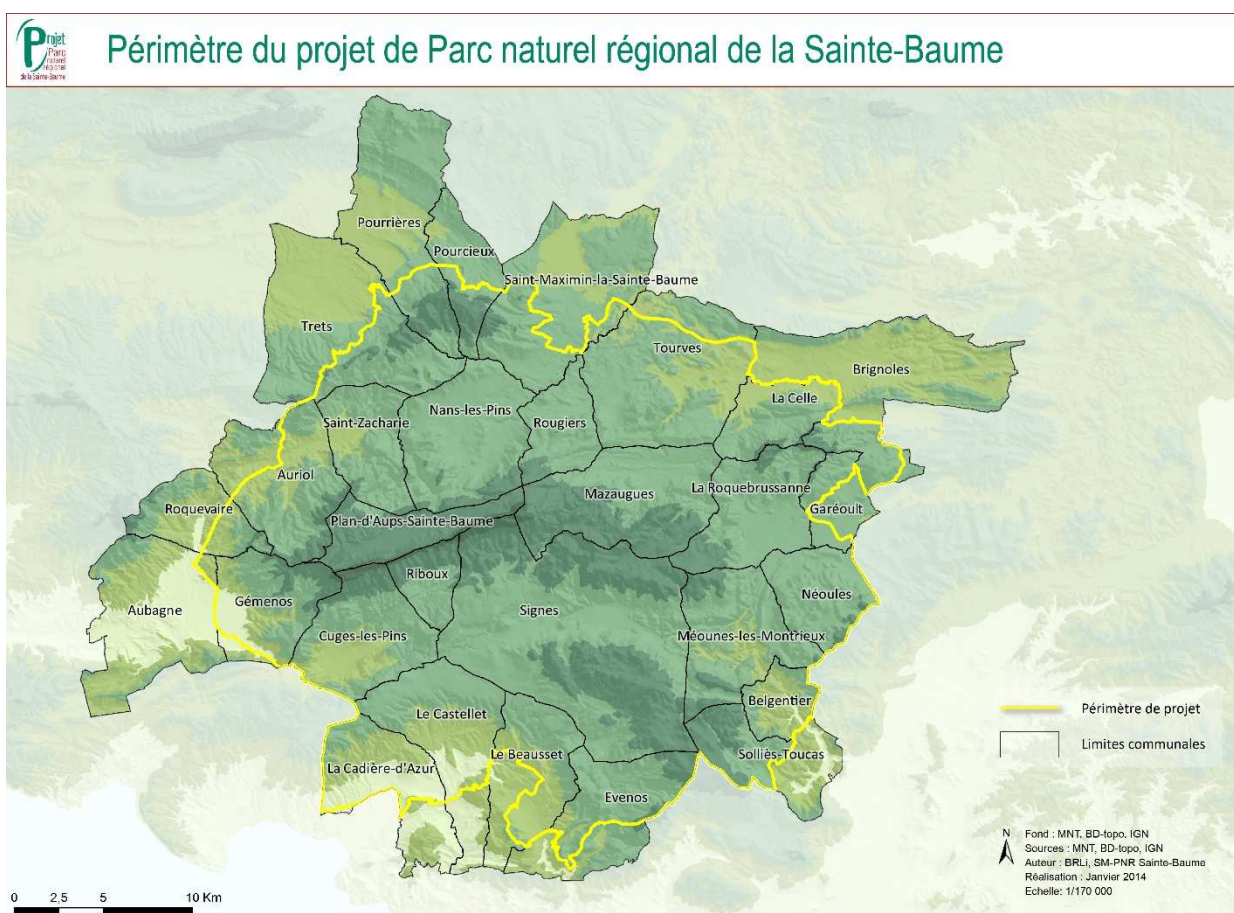 Projet
Parc
naturel
régional
de la Sainte-Baume
Périmètre du projet de Parc naturel régional de la Sainte-Baume
Pourrières
Pourcieux
Saint-Maximin-la-Sainte-Baume
Trets
Tourves
Brignoles
La Celle
Nans-les-Pins
Saint-Zacharie
Rougiers
Auriol
Mazaugues
La Roquebrussanne
Garéoult
Roquevaire
Plan-d'Aups-Sainte-Baume
Riboux
Néoules
Gémenos
Aubagne
Signes
Cuges-les-Pins
Méounes-les-Montrieux
Belgentier
Le Castellet
Le Beausset
Solliès-Toucas
La Cadière-d'Azur
Evenos
Périmètre de projet
Limites communales
N
Fond : MNT, BD-topo, IGN
Sources : MNT, BD-topo, IGN
Auteur : BRLi, SM-PNR Sainte-Baume
Réalisation : Janvier 2014
Echelle: 1/170 000
0 2,5 5 10 Km